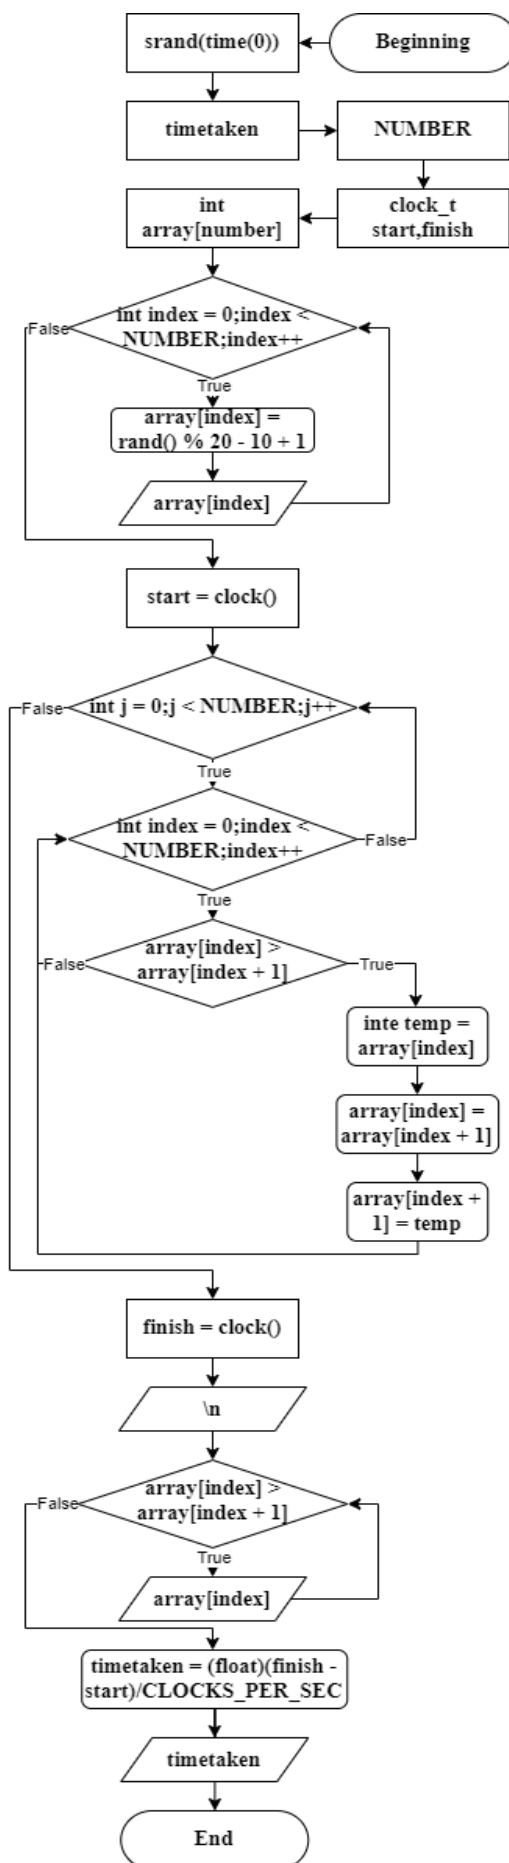 Beginning
srand(time(0))
timetaken
NUMBER
clock_t
start,finish
int
array[number]
int index = 0;index <
NUMBER;index++
False
True
array[index] =
rand() % 20 - 10 + 1
array[index]
start = clock()
int j = 0;j < NUMBER;j++
False
True
int index = 0;index <
NUMBER;index++
False
True
array[index] >
array[index + 1]
False
True
inte temp =
array[index]
array[index] =
array[index + 1]
array[index +
1] = temp
finish = clock()
\n
array[index] >
array[index + 1]
False
True
array[index]
timetaken = (float)(finish -
start)/CLOCKS_PER_SEC
timetaken
End